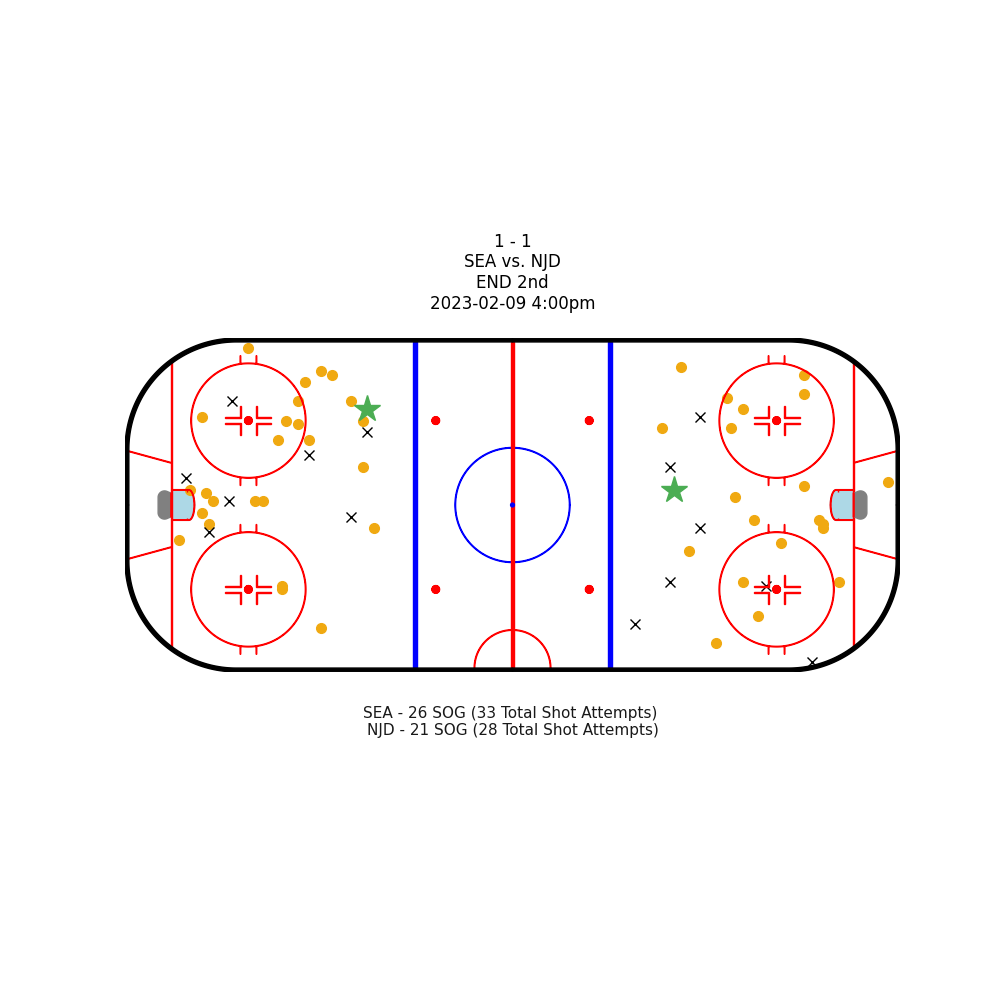 1 - 1
SEA vs. NJD
END 2nd
2023-02-09 4:00pm
SEA - 26 SOG (33 Total Shot Attempts)
NJD - 21 SOG (28 Total Shot Attempts)